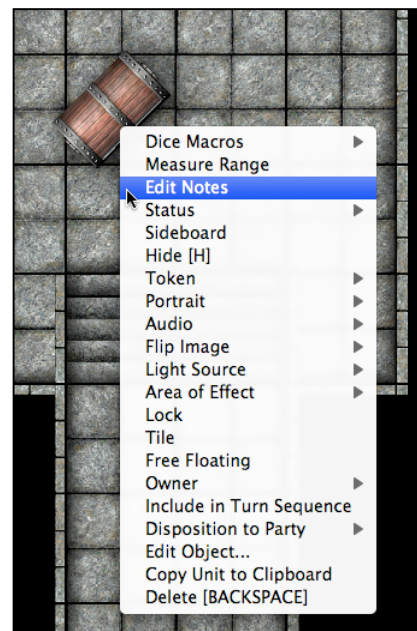 Dice Macros
Measure Range
Edit Notes
Status
Sideboard
Hide [H]
Token
Portrait
Audio
Flip Image
Light Source
Area of Effect
Lock
Tile
Free Floating
Owner
Include in Turn Sequence
Disposition to Party
Edit Object...
Copy Unit to Clipboard
Delete [BACKSPACE]